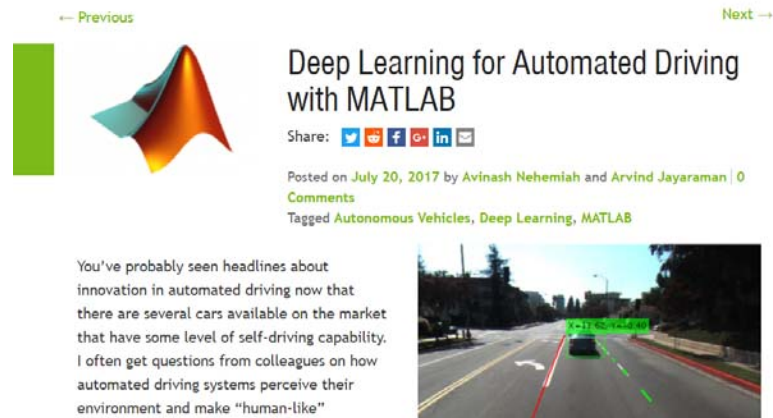 ← Previous
Next →
Deep Learning for Automated Driving
with MATLAB
Share:
Posted on July 20, 2017 by Avinash Nehemiah and Arvind Jayaraman | 0
Comments
Tagged Autonomous Vehicles, Deep Learning, MATLAB
You’ve probably seen headlines about
innovation in automated driving now that
there are several cars available on the market
that have some level of self-driving capability.
I often get questions from colleagues on how
automated driving systems perceive their
environment and make “human-like”